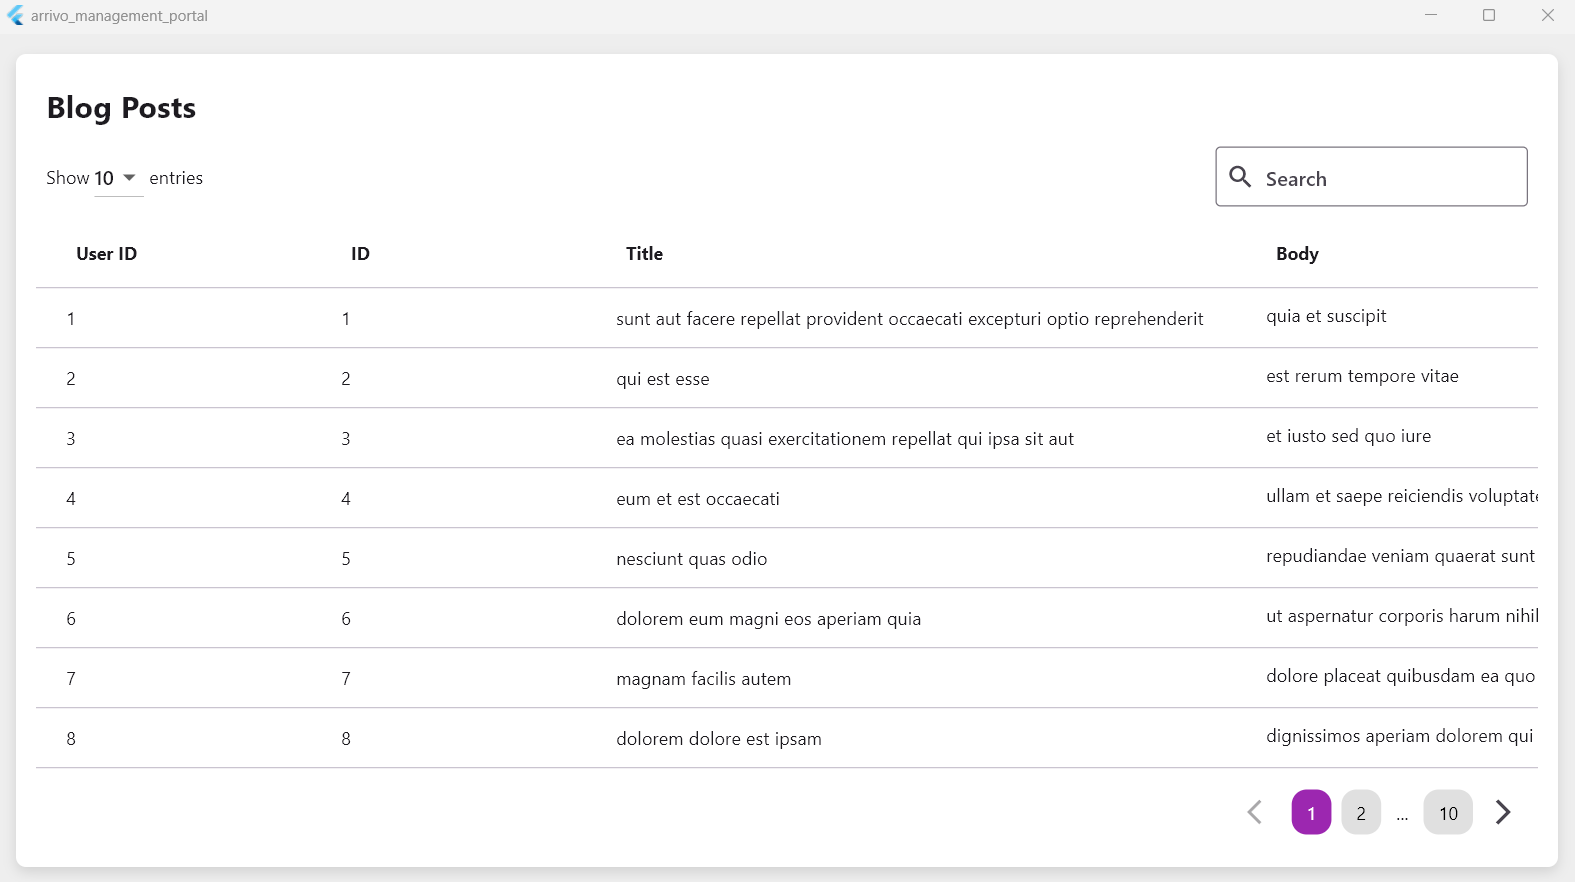 arrivo_management_portal
Blog Posts
Show 10 entries
Search
User ID ID Title Body
1 1 sunt aut facere repellat provident occaecati excepturi optio reprehenderit quia et suscipit
2 2 qui est esse est rerum tempore vitae
3 3 ea molestias quasi exercitationem repellat qui ipsa sit aut et iusto sed quo iure
4 4 eum et est occaecati ullam et saepe reiciendis voluptate
5 5 nesciunt quas odio repudiandae veniam quaerat sunt
6 6 dolorem eum magni eos aperiam quia ut aspernatur corporis harum nihil
7 7 magnam facilis autem dolore placeat quibusdam ea quo
8 8 dolorem dolore est ipsam dignissimos aperiam dolorem qui
1 2 ... 10